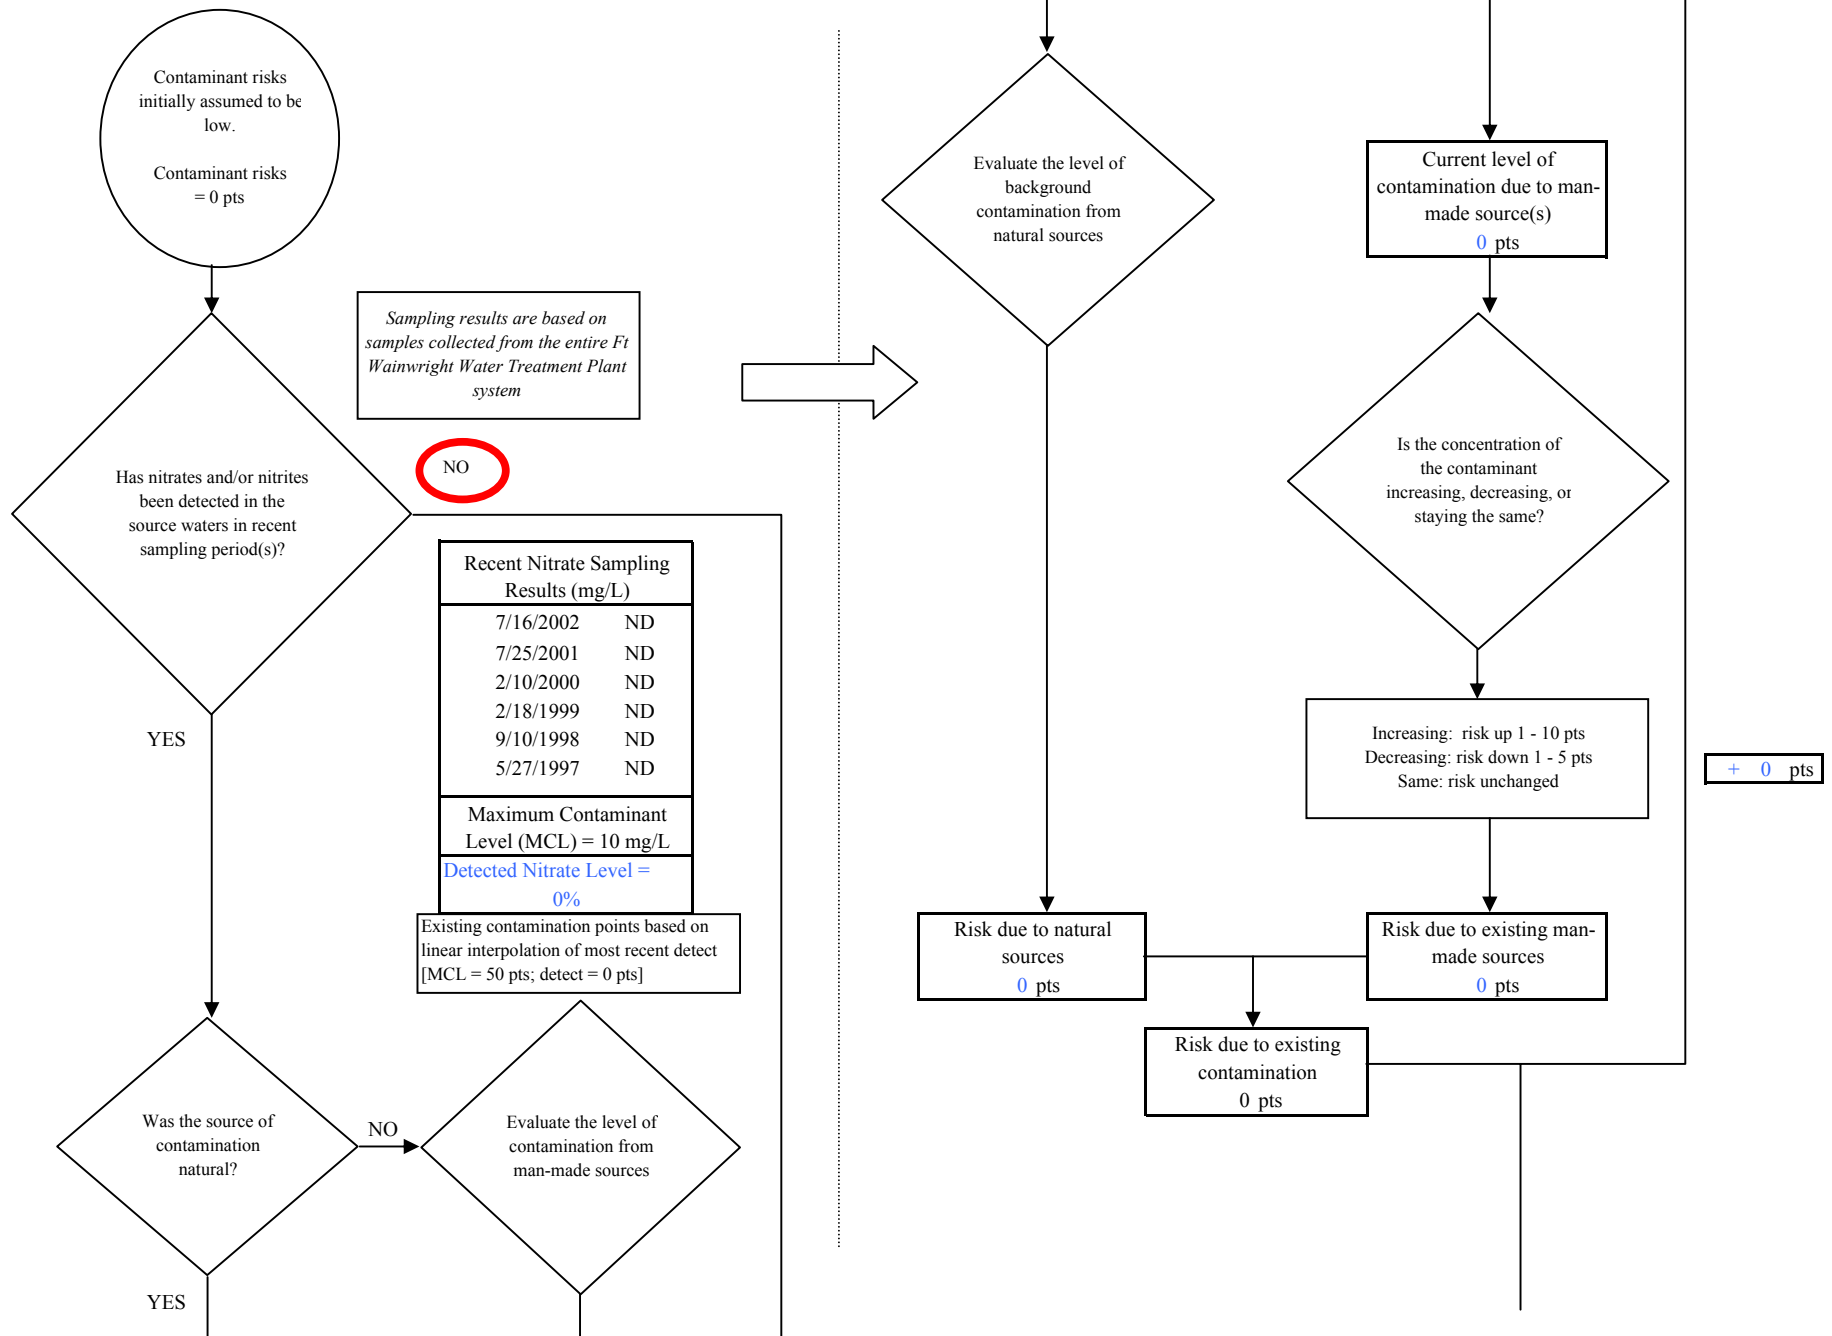 Contaminant risks
initially assumed to be
low.
Contaminant risks
= 0 pts
Sampling results are based on
samples collected from the entire Ft
Wainwright Water Treatment Plant
system
Has nitrates and/or nitrites
been detected in the
source waters in recent
sampling period(s)?
NO
Recent Nitrate Sampling
Results (mg/L)
7/16/2002 ND
7/25/2001 ND
2/10/2000 ND
2/18/1999 ND
9/10/1998 ND
5/27/1997 ND
Maximum Contaminant
Level (MCL) = 10 mg/L
Detected Nitrate Level =
0%
Existing contamination points based on
linear interpolation of most recent detect
[MCL = 50 pts; detect = 0 pts]
YES
Was the source of
contamination
natural?
NO
Evaluate the level of
contamination from
man-made sources
YES
Evaluate the level of
background
contamination from
natural sources
Current level of
contamination due to man-
made source(s)
0 pts
Is the concentration of
the contaminant
increasing, decreasing, or
staying the same?
Increasing: risk up 1 - 10 pts
Decreasing: risk down 1 - 5 pts
Same: risk unchanged
+ 0 pts
Risk due to natural
sources
0 pts
Risk due to existing man-
made sources
0 pts
Risk due to existing
contamination
0 pts